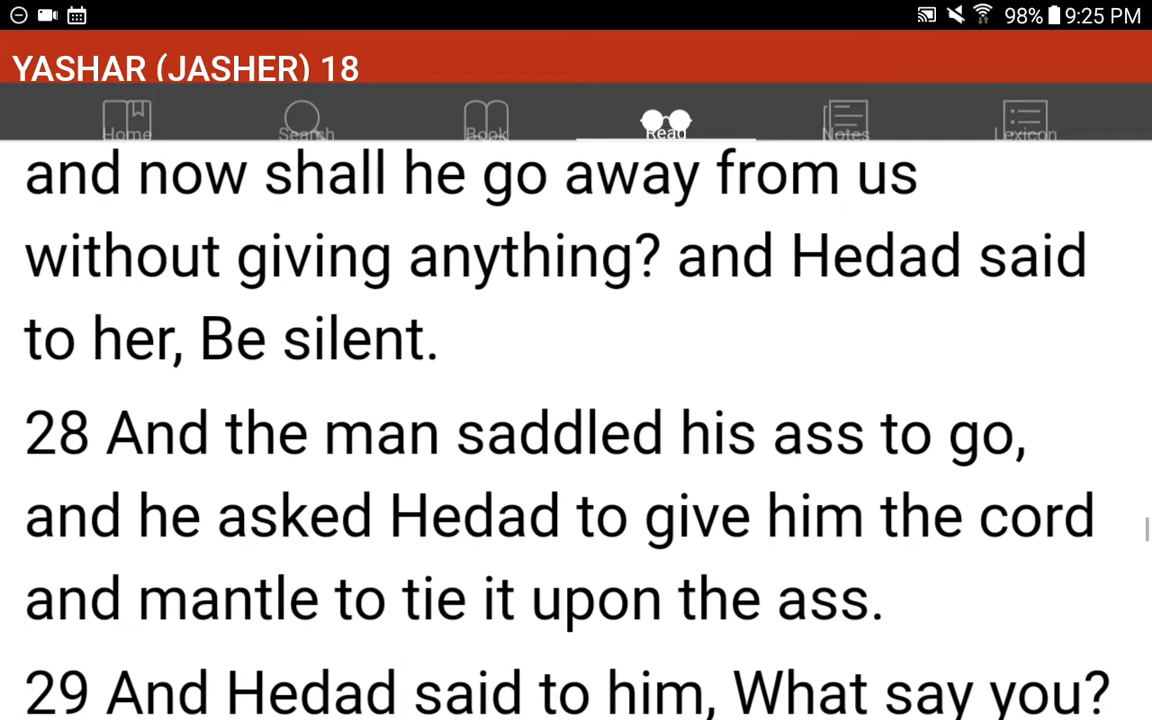 98% 9:25 PM
YASHAR (JASHER) 18
Home Search Book Read Notes Lexicon
and now shall he go away from us
without giving anything? and Hedad said
to her, Be silent.
28 And the man saddled his ass to go,
and he asked Hedad to give him the cord
and mantle to tie it upon the ass.
29 And Hedad said to him, What say you?